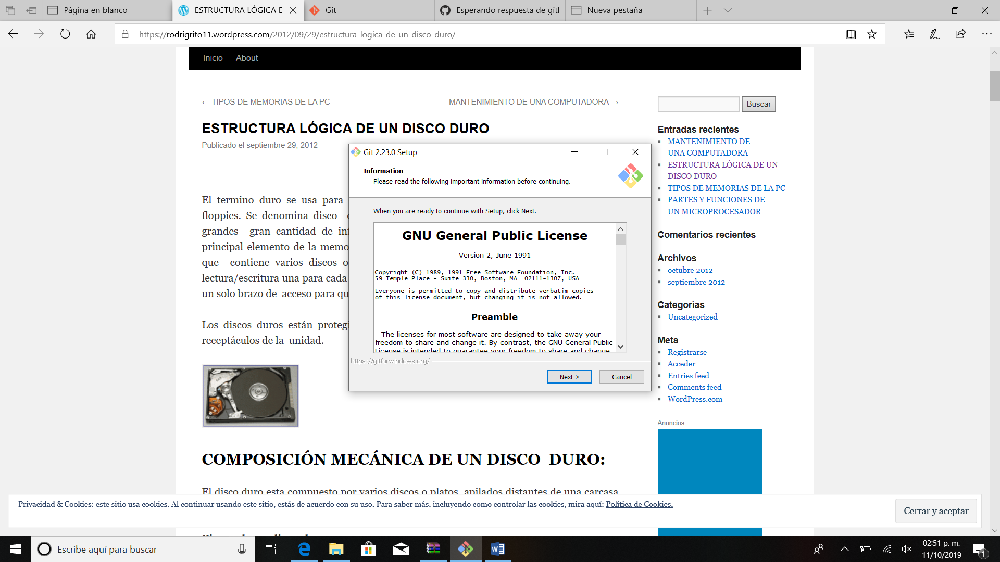 Página en blanco
ESTRUCTURA LÓGICA D
Git
Esperando respuesta de gitl
Nueva pestaña
https://rodrigrito11.wordpress.com/2012/09/29/estructura-logica-de-un-disco-duro/
Inicio About
← TIPOS DE MEMORIAS DE LA PC
MANTENIMIENTO DE UNA COMPUTADORA →
ESTRUCTURA LÓGICA DE UN DISCO DURO
Publicado el septiembre 29, 2012
El termino duro se usa para
floppies. Se denomina disco
grandes gran cantidad de in
principal elemento de la memo
que contiene varios discos o
lectura/escritura una para cada
un solo brazo de acceso para qu
Los discos duros están proteg
receptáculos de la unidad.
Git 2.23.0 Setup
Information
Please read the following important information before continuing.
When you are ready to continue with Setup, click Next.
GNU General Public License
Version 2, June 1991
Copyright (C) 1989, 1991 Free Software Foundation, Inc.
59 Temple Place - Suite 330, Boston, MA 02111-1307, USA
Everyone is permitted to copy and distribute verbatim copies
of this license document, but changing it is not allowed.
Preamble
The licenses for most software are designed to take away your
freedom to share and change it. By contrast, the GNU General Public
License is intended to guarantee your freedom to share and change
https://gitforwindows.org/
Next >
Cancel
COMPOSICIÓN MECÁNICA DE UN DISCO DURO:
El disco duro esta compuesto por varios discos o platos, apilados distantes de una carcasa
Buscar
Entradas recientes
MANTENIMIENTO DE
UNA COMPUTADORA
ESTRUCTURA LÓGICA DE UN
DISCO DURO
TIPOS DE MEMORIAS DE LA PC
PARTES Y FUNCIONES DE
UN MICROPROCESADOR
Comentarios recientes
Archivos
octubre 2012
septiembre 2012
Categorías
Uncategorized
Meta
Registrarse
Acceder
Entries feed
Comments feed
WordPress.com
Anuncios
Privacidad & Cookies: este sitio usa cookies. Al continuar usando este sitio, estás de acuerdo con su uso. Para saber más, incluyendo como controlar las cookies, mira aquí: Política de Cookies.
Cerrar y aceptar
Escribe aquí para buscar
02:51 p. m.
11/10/2019
1